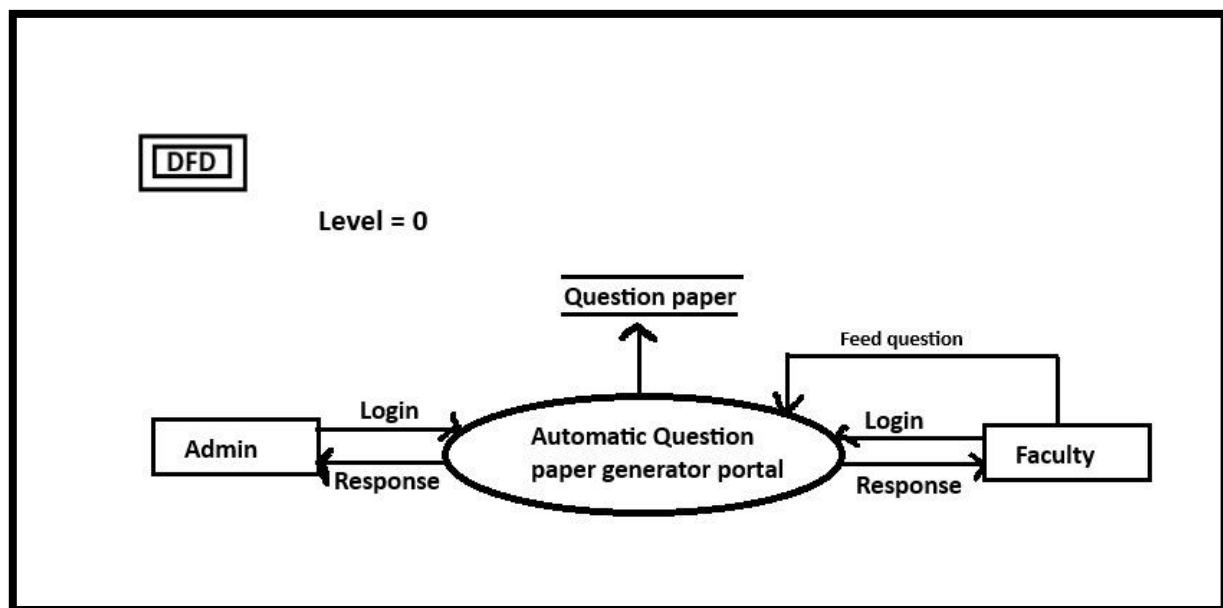 DFD
Level = 0
Question paper
Feed question
Login
Login
Admin
Automatic Question
paper generator portal
Faculty
Response
Response